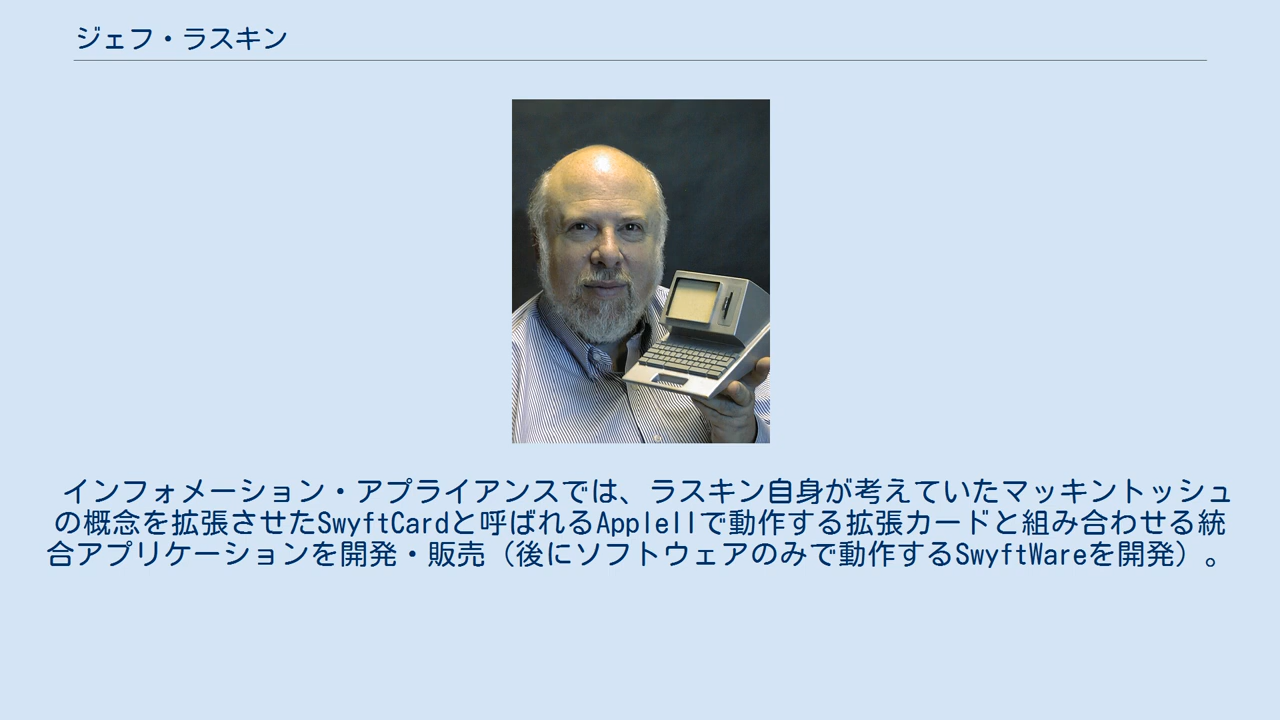 ジェフ・ラスキン
インフォメーション・アプライアンスでは、ラスキン自身が考えていたマッキントッシュ
の概念を拡張させたSwyftCardと呼ばれるAppleIIで動作する拡張カードと組み合わせる統
合アプリケーションを開発・販売（後にソフトウェアのみで動作するSwyftWareを開発）。